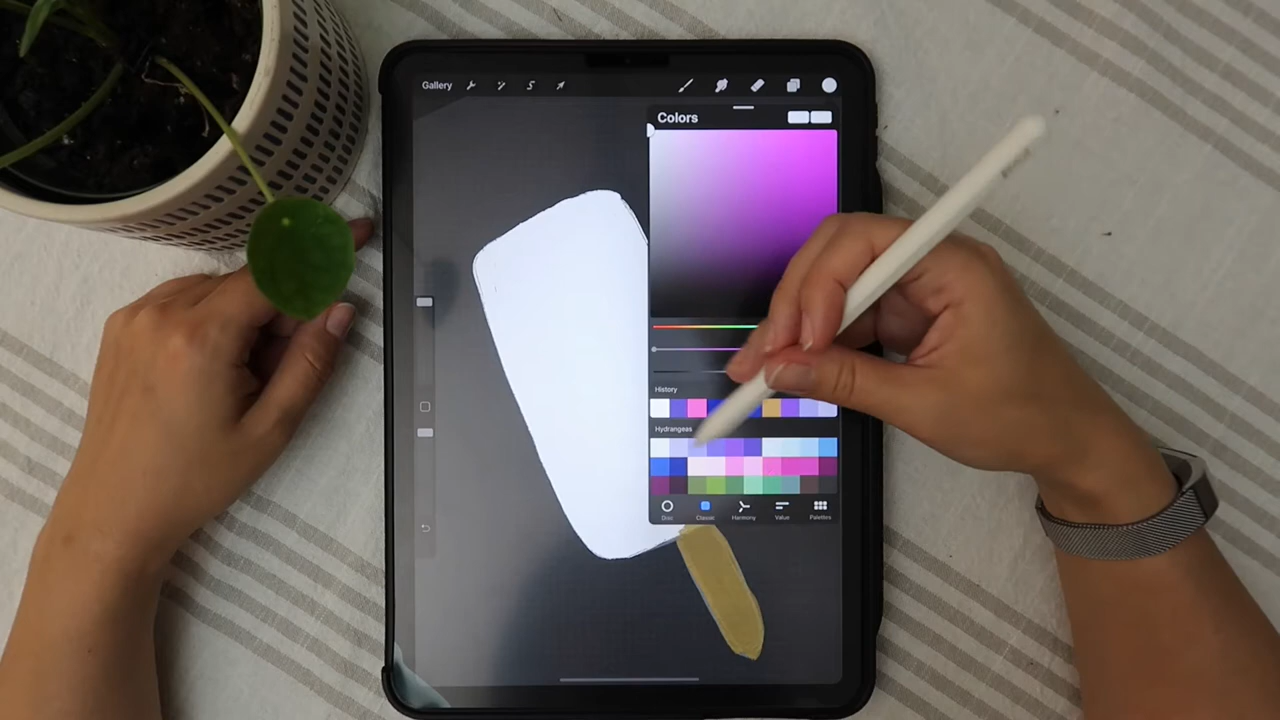 Gallery
Colors
History
Hydrangeas
Disc Classic Harmony Value Palettes